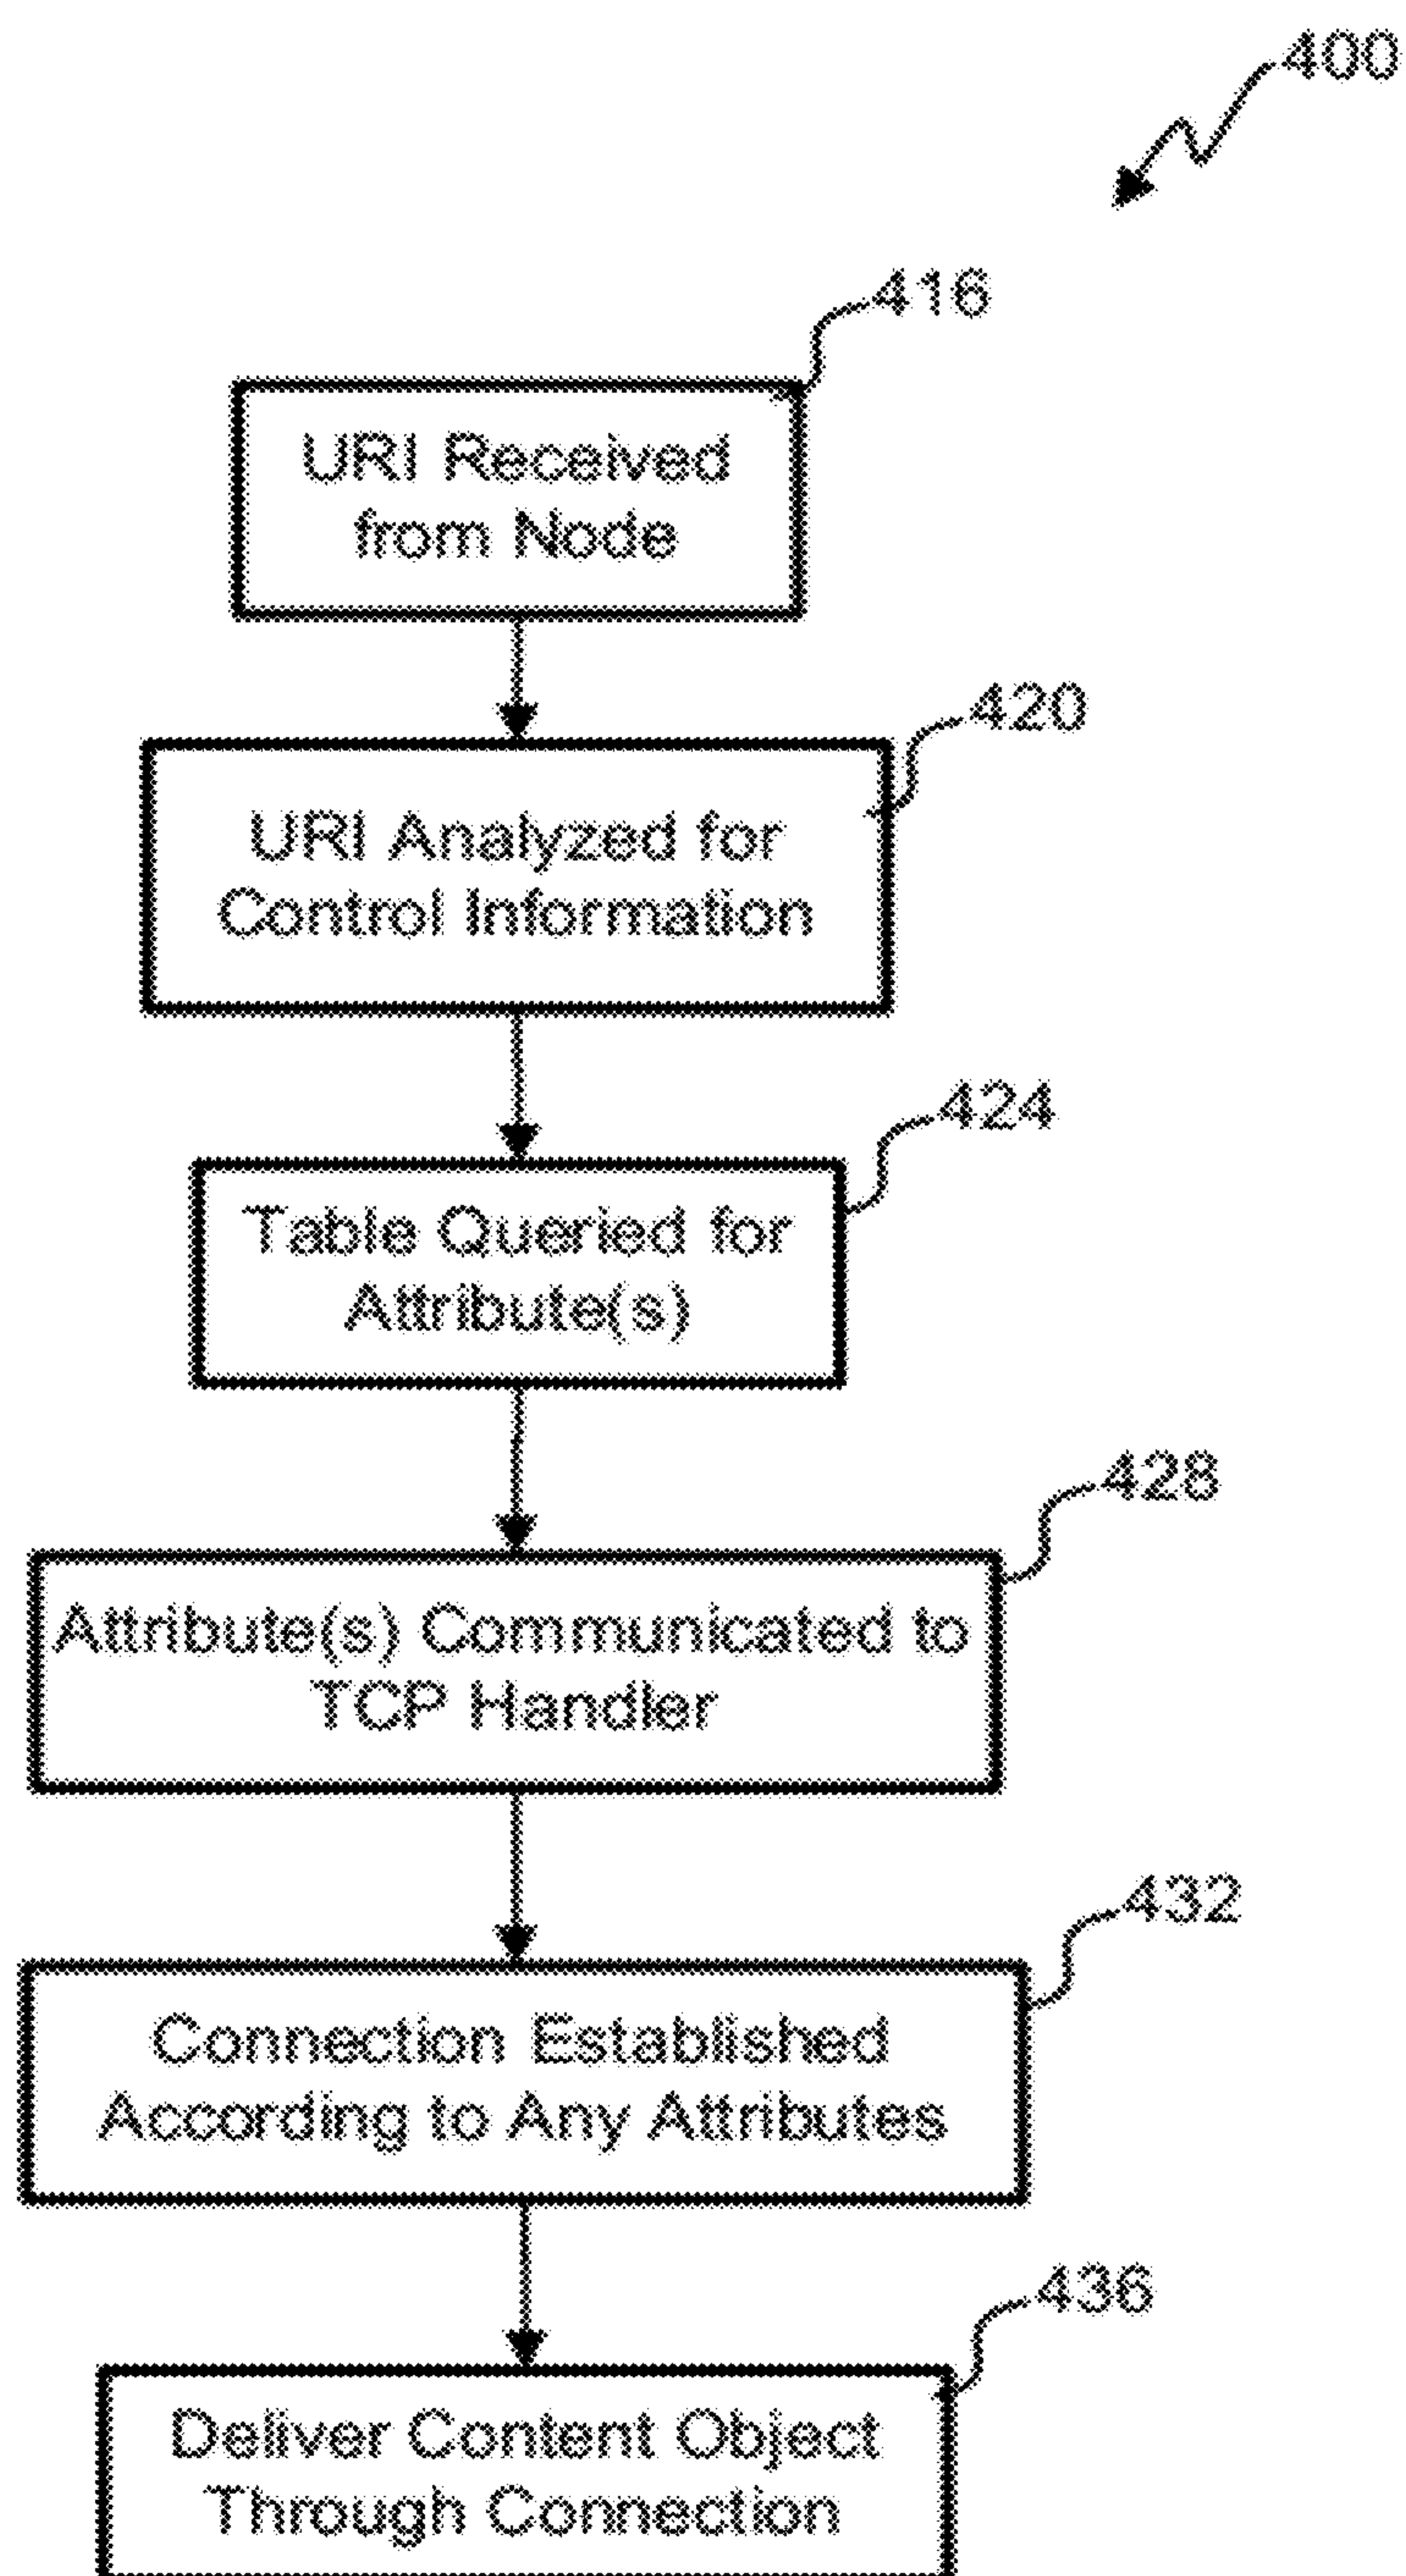 400
416
URI Received
from Node
420
URI Analyzed for
Control Information
424
Table Queried for
Attribute(s)
428
Attribute(s) Communicated to
TCP Handler
432
Connection Established
According to Any Attributes
436
Deliver Content Object
Through Connection